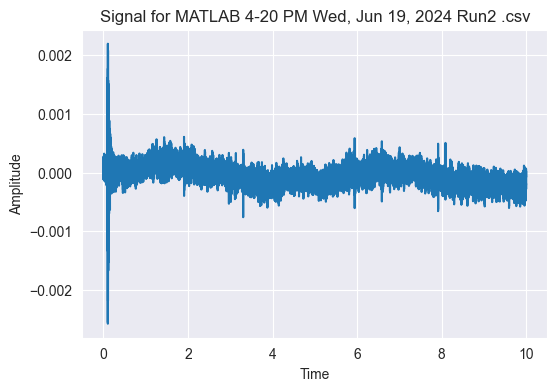 Signal for MATLAB 4-20 PM Wed, Jun 19, 2024 Run2 .csv
0.002
0.001
0.000
−0.001
−0.002
Amplitude
0 2 4 6 8 10
Time